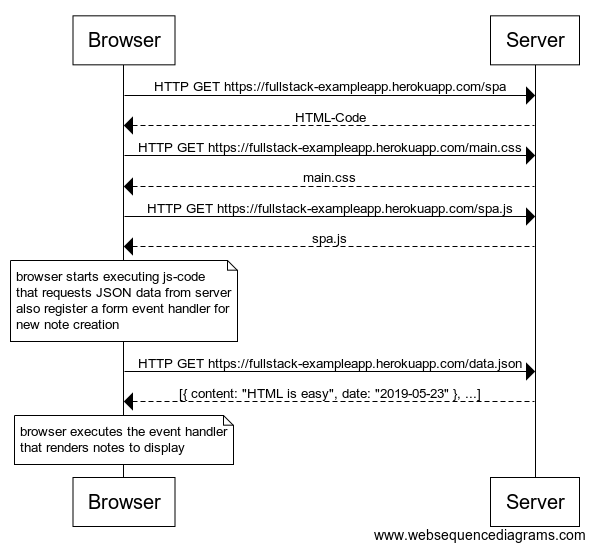 Browser
Server
HTTP GET https://fullstack-exampleapp.herokuapp.com/spa
HTML-Code
HTTP GET https://fullstack-exampleapp.herokuapp.com/main.css
main.css
HTTP GET https://fullstack-exampleapp.herokuapp.com/spa.js
spa.js
browser starts executing js-code
that requests JSON data from server
also register a form event handler for
new note creation
HTTP GET https://fullstack-exampleapp.herokuapp.com/data.json
[{ content: "HTML is easy", date: "2019-05-23" }, ...]
browser executes the event handler
that renders notes to display
Browser
Server
www.websequencediagrams.com